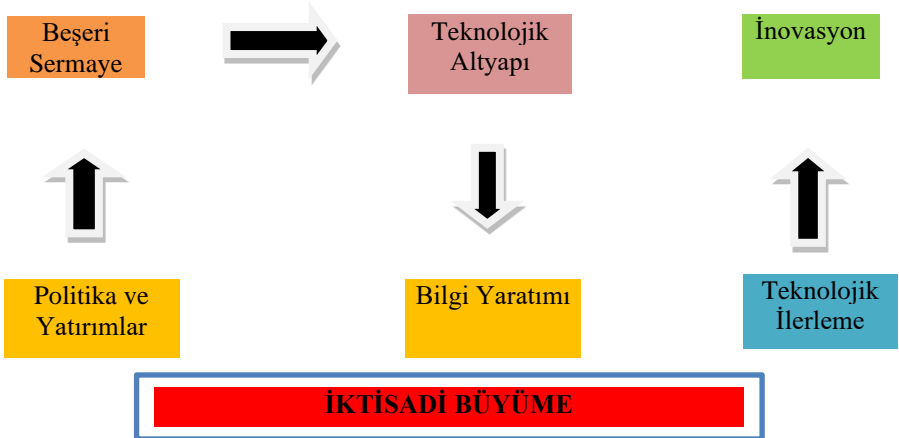 Beşeri
Sermaye
Teknolojik
Altyapı
İnovasyon
Politika ve
Yatırımlar
Bilgi Yaratımı
Teknolojik
İlerleme
İKTİSADİ BÜYÜME